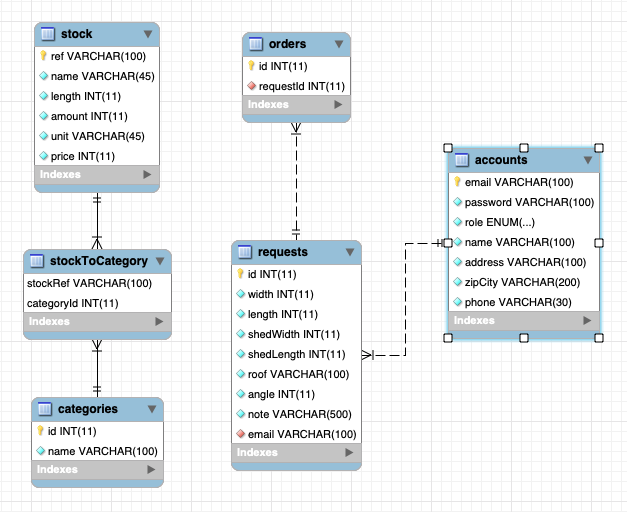 stock
ref VARCHAR(100)
name VARCHAR(45)
length INT(11)
amount INT(11)
unit VARCHAR(45)
price INT(11)
Indexes
stockToCategory
stockRef VARCHAR(100)
categoryId INT(11)
Indexes
categories
id INT(11)
name VARCHAR(100)
Indexes
orders
id INT(11)
requestId INT(11)
Indexes
requests
id INT(11)
width INT(11)
length INT(11)
shedWidth INT(11)
shedLength INT(11)
roof VARCHAR(100)
angle INT(11)
note VARCHAR(500)
email VARCHAR(100)
Indexes
accounts
email VARCHAR(100)
password VARCHAR(100)
role ENUM(...)
name VARCHAR(100)
address VARCHAR(100)
zipCity VARCHAR(200)
phone VARCHAR(30)
Indexes